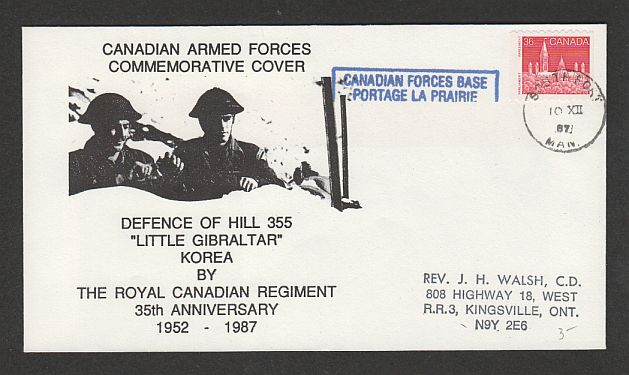 CANADIAN ARMED FORCES
COMMEMORATIVE COVER
CANADIAN FORCES BASE
PORTAGE LA PRAIRIE
36 CANADA
SOUTHPORT
10 XII
87
MAN.
DEFENCE OF HILL 355
"LITTLE GIBRALTAR"
KOREA
BY
THE ROYAL CANADIAN REGIMENT
35th ANNIVERSARY
1952 - 1987
REV. J. H. WALSH, C.D.
808 HIGHWAY 18, WEST
R.R.3, KINGSVILLE, ONT.
N9Y 2E6
5-